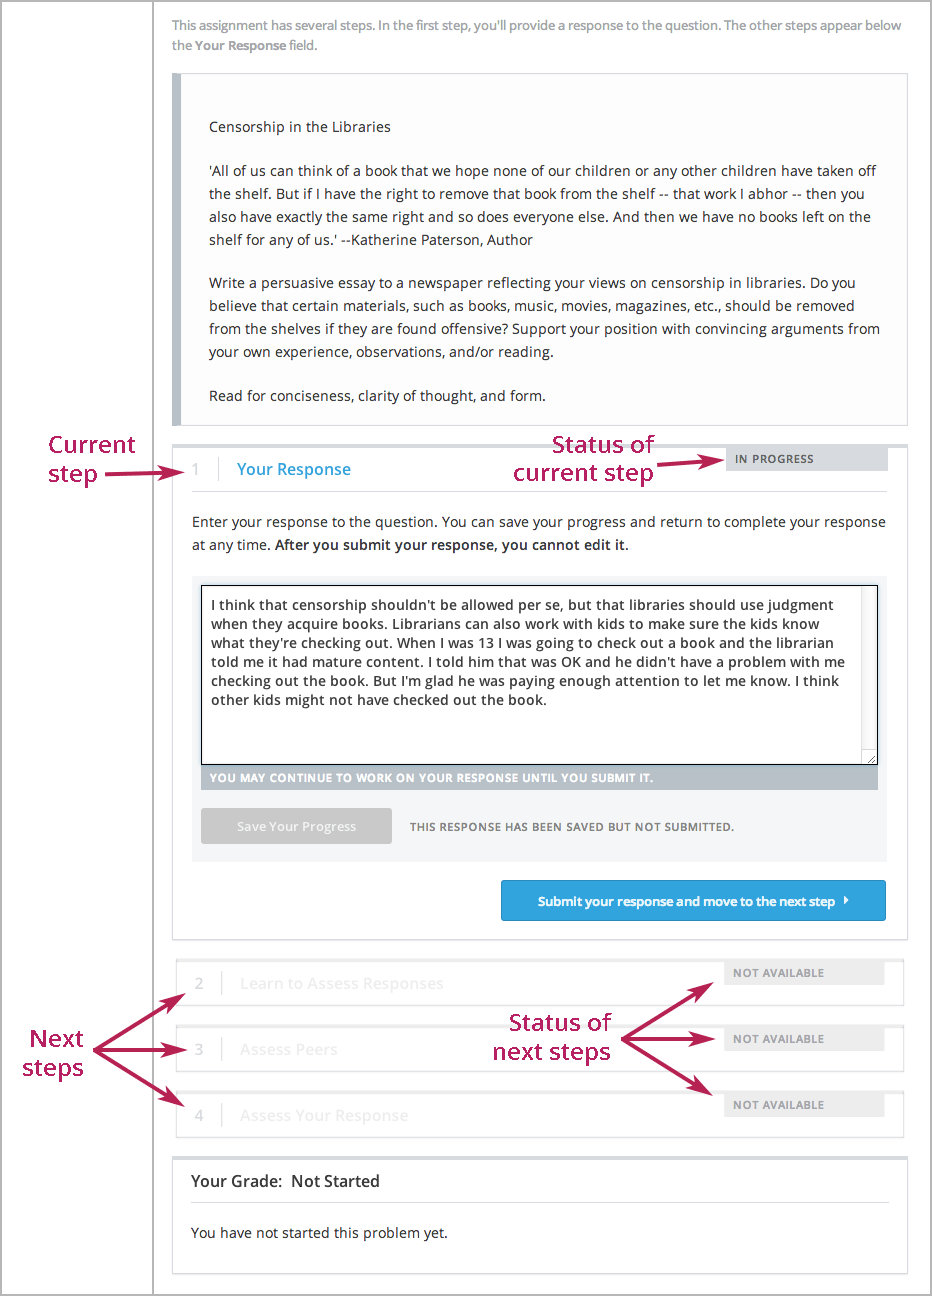 This assignment has several steps. In the first step, you'll provide a response to the question. The other steps appear below
the Your Response field.
Censorship in the Libraries
'All of us can think of a book that we hope none of our children or any other children have taken off
the shelf. But if I have the right to remove that book from the shelf -- that work I abhor -- then you
also have exactly the same right and so does everyone else. And then we have no books left on the
shelf for any of us.' --Katherine Paterson, Author
Write a persuasive essay to a newspaper reflecting your views on censorship in libraries. Do you
believe that certain materials, such as books, music, movies, magazines, etc., should be removed
from the shelves if they are found offensive? Support your position with convincing arguments from
your own experience, observations, and/or reading.
Read for conciseness, clarity of thought, and form.
Current
step
1 Your Response
Status of
current step
IN PROGRESS
Enter your response to the question. You can save your progress and return to complete your response
at any time. After you submit your response, you cannot edit it.
I think that censorship shouldn't be allowed per se, but that libraries should use judgment
when they acquire books. Librarians can also work with kids to make sure the kids know
what they're checking out. When I was 13 I was going to check out a book and the librarian
told me it had mature content. I told him that was OK and he didn't have a problem with me
checking out the book. But I'm glad he was paying enough attention to let me know. I think
other kids might not have checked out the book.
YOU MAY CONTINUE TO WORK ON YOUR RESPONSE UNTIL YOU SUBMIT IT.
Save Your Progress THIS RESPONSE HAS BEEN SAVED BUT NOT SUBMITTED.
Submit your response and move to the next step
2 Learn to Assess Responses NOT AVAILABLE
Next
steps
3 Assess Peers
Status of
next steps
NOT AVAILABLE
4 Assess Your Response NOT AVAILABLE
Your Grade: Not Started
You have not started this problem yet.